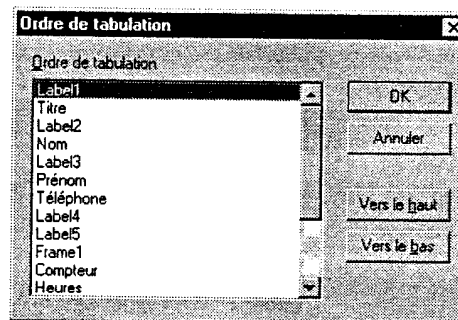 Ordre de tabulation
Ordre de tabulation
Label1
Titre
Label2
Nom
Label3
Prénom
Téléphone
Label4
Label5
Frame1
Compteur
Heures
OK
Annuler
Vers le haut
Vers le bas